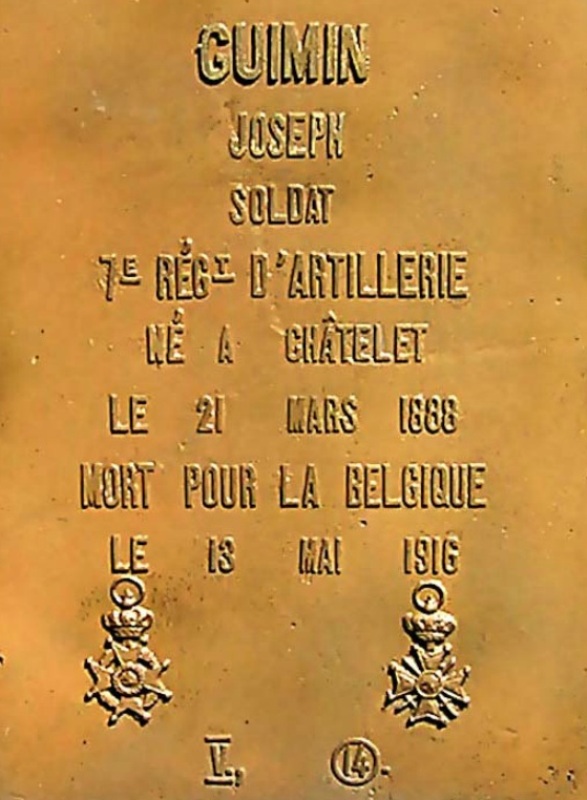 GUIMIN
JOSEPH
SOLDAT
7E RÉGT D'ARTILLERIE
NÉ A CHÂTELET
LE 21 MARS 1888
MORT POUR LA BELGIQUE
LE 13 MAI 1916
V., 14.